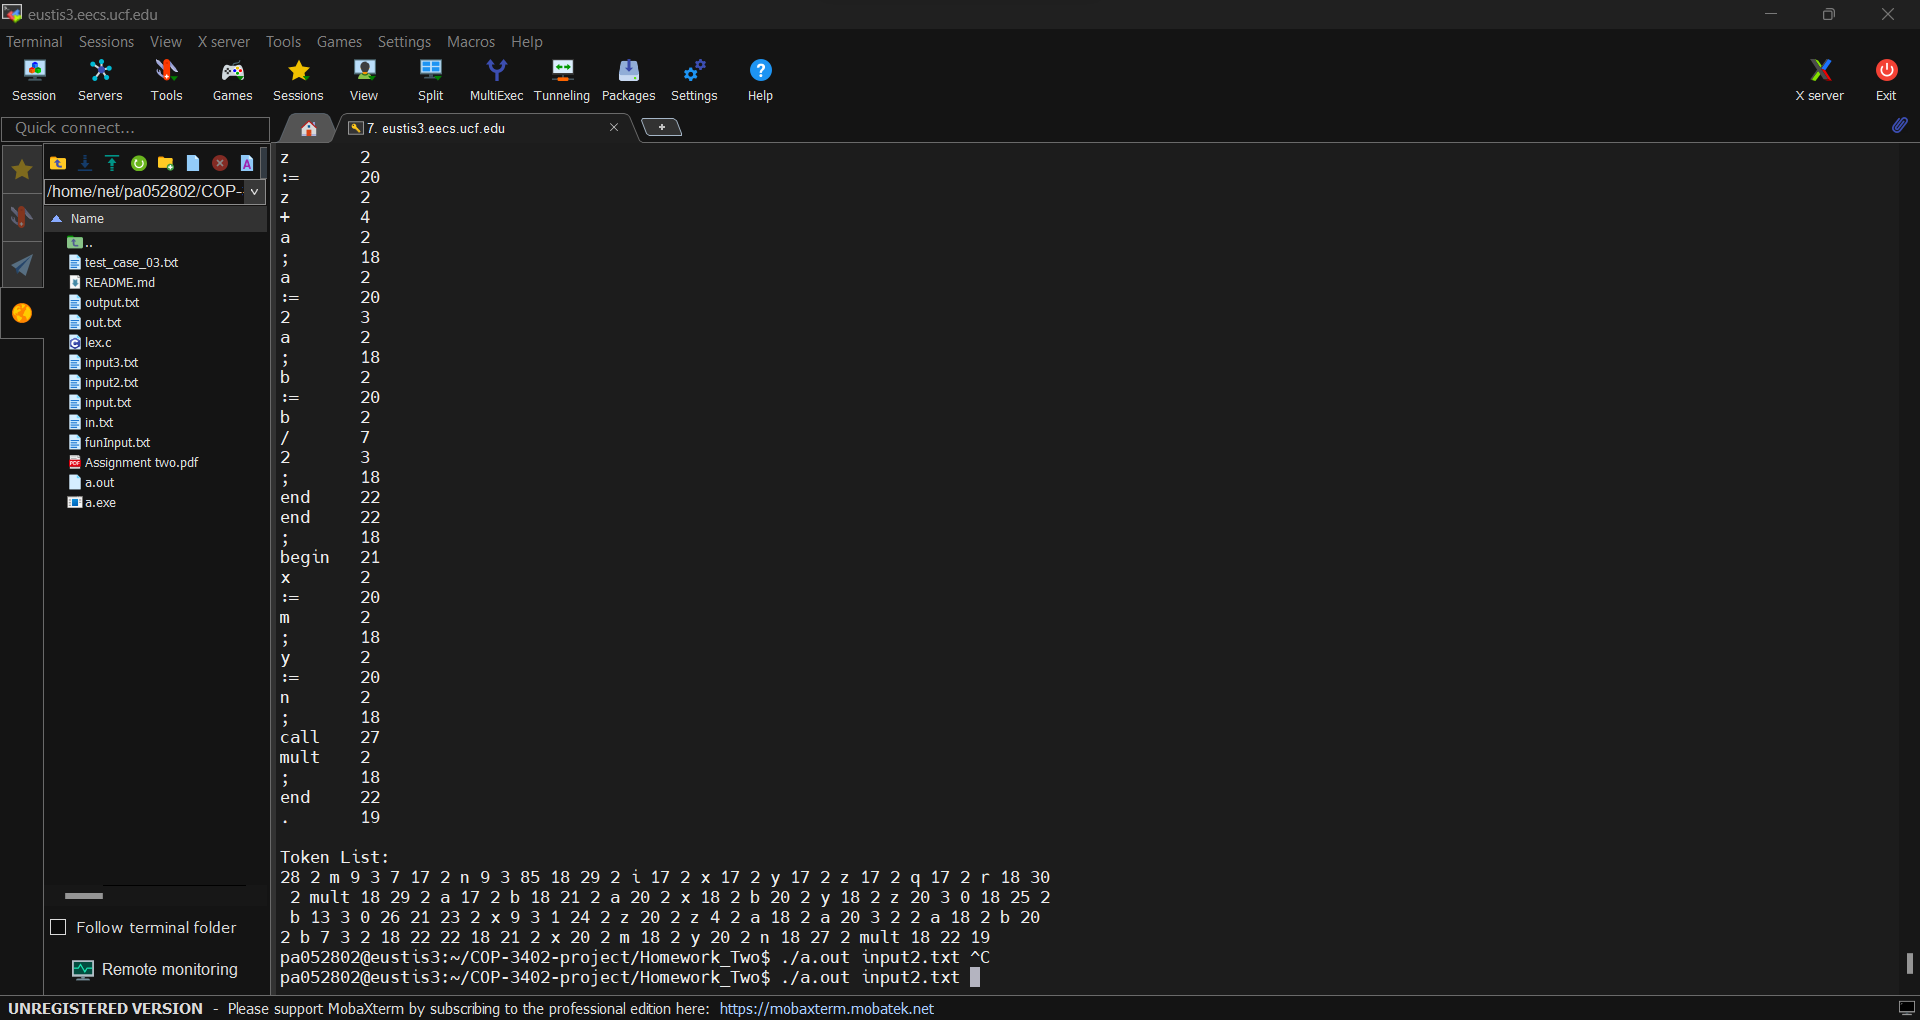 eustis3.eecs.ucf.edu
Terminal Sessions View X server Tools Games Settings Macros Help
Session Servers Tools Games Sessions View Split MultiExec Tunneling Packages Settings Help X server Exit
Quick connect...
7. eustis3.eecs.ucf.edu
/home/net/pa052802/COP-
Name
..
test_case_03.txt
README.md
output.txt
out.txt
lex.c
input3.txt
input2.txt
input.txt
in.txt
funInput.txt
Assignment two.pdf
a.out
a.exe
Follow terminal folder
Remote monitoring
z 2
:= 20
z 2
+ 4
a 2
; 18
a 2
:= 20
2 3
a 2
; 18
b 2
:= 20
b 2
/ 7
2 3
; 18
end 22
end 22
; 18
begin 21
x 2
:= 20
m 2
; 18
y 2
:= 20
n 2
; 18
call 27
mult 2
; 18
end 22
. 19
Token List:
28 2 m 9 3 7 17 2 n 9 3 85 18 29 2 i 17 2 x 17 2 y 17 2 z 17 2 q 17 2 r 18 30
2 mult 18 29 2 a 17 2 b 18 21 2 a 20 2 x 18 2 b 20 2 y 18 2 z 20 3 0 18 25 2
b 13 3 0 26 21 23 2 x 9 3 1 24 2 z 20 2 z 4 2 a 18 2 a 20 3 2 2 a 18 2 b 20
2 b 7 3 2 18 22 22 18 21 2 x 20 2 m 18 2 y 20 2 n 18 27 2 mult 18 22 19
pa052802@eustis3:~/COP-3402-project/Homework_Two$ ./a.out input2.txt ^C
pa052802@eustis3:~/COP-3402-project/Homework_Two$ ./a.out input2.txt
UNREGISTERED VERSION - Please support MobaXterm by subscribing to the professional edition here: https://mobaxterm.mobatek.net